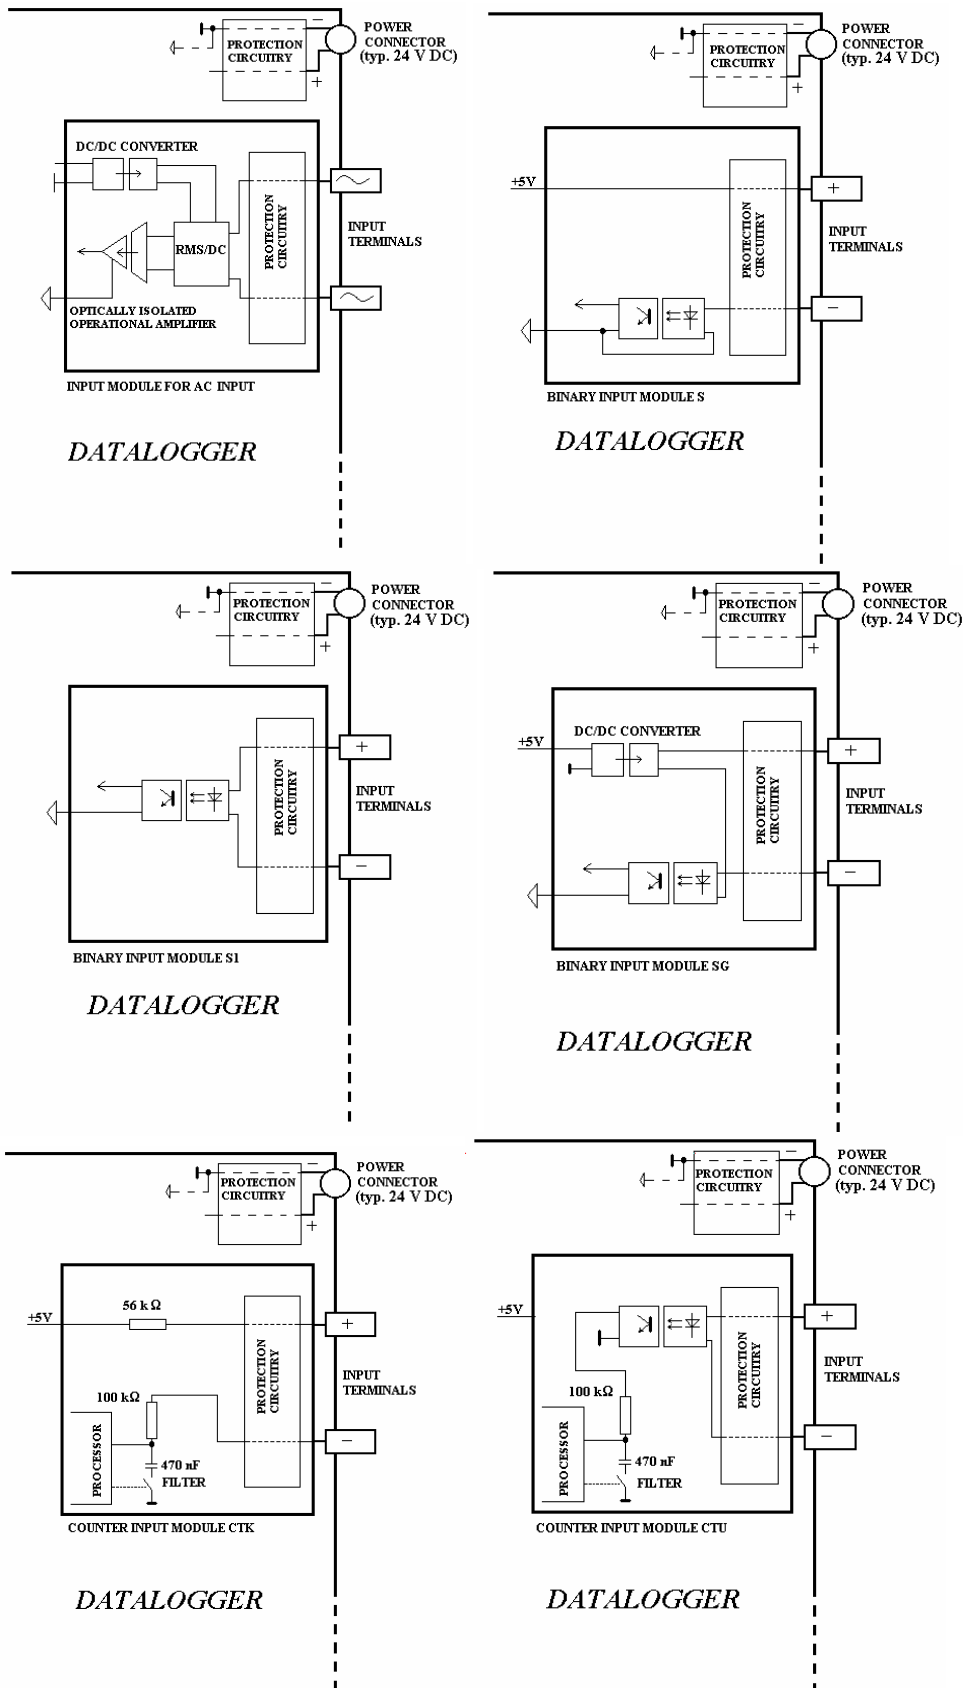 POWER
CONNECTOR
(typ. 24 V DC)
−
PROTECTION
CIRCUITRY
+
DC/DC CONVERTER
RMS/DC
PROTECTION
CIRCUITRY
INPUT
TERMINALS
OPTICALLY ISOLATED
OPERATIONAL AMPLIFIER
INPUT MODULE FOR AC INPUT
DATALOGGER
POWER
CONNECTOR
(typ. 24 V DC)
−
PROTECTION
CIRCUITRY
+
+5V
+
PROTECTION
CIRCUITRY
INPUT
TERMINALS
−
BINARY INPUT MODULE S
DATALOGGER
POWER
CONNECTOR
(typ. 24 V DC)
−
PROTECTION
CIRCUITRY
+
+
PROTECTION
CIRCUITRY
INPUT
TERMINALS
−
BINARY INPUT MODULE S1
DATALOGGER
POWER
CONNECTOR
(typ. 24 V DC)
−
PROTECTION
CIRCUITRY
+
+5V
DC/DC CONVERTER
+
PROTECTION
CIRCUITRY
INPUT
TERMINALS
−
BINARY INPUT MODULE SG
DATALOGGER
POWER
CONNECTOR
(typ. 24 V DC)
−
PROTECTION
CIRCUITRY
+
+5V
56 k Ω
+
PROTECTION
CIRCUITRY
INPUT
TERMINALS
100 kΩ
−
PROCESSOR
470 nF
FILTER
COUNTER INPUT MODULE CTK
DATALOGGER
POWER
CONNECTOR
(typ. 24 V DC)
−
PROTECTION
CIRCUITRY
+
+5V
+
PROTECTION
CIRCUITRY
INPUT
TERMINALS
100 kΩ
−
PROCESSOR
470 nF
FILTER
COUNTER INPUT MODULE CTU
DATALOGGER